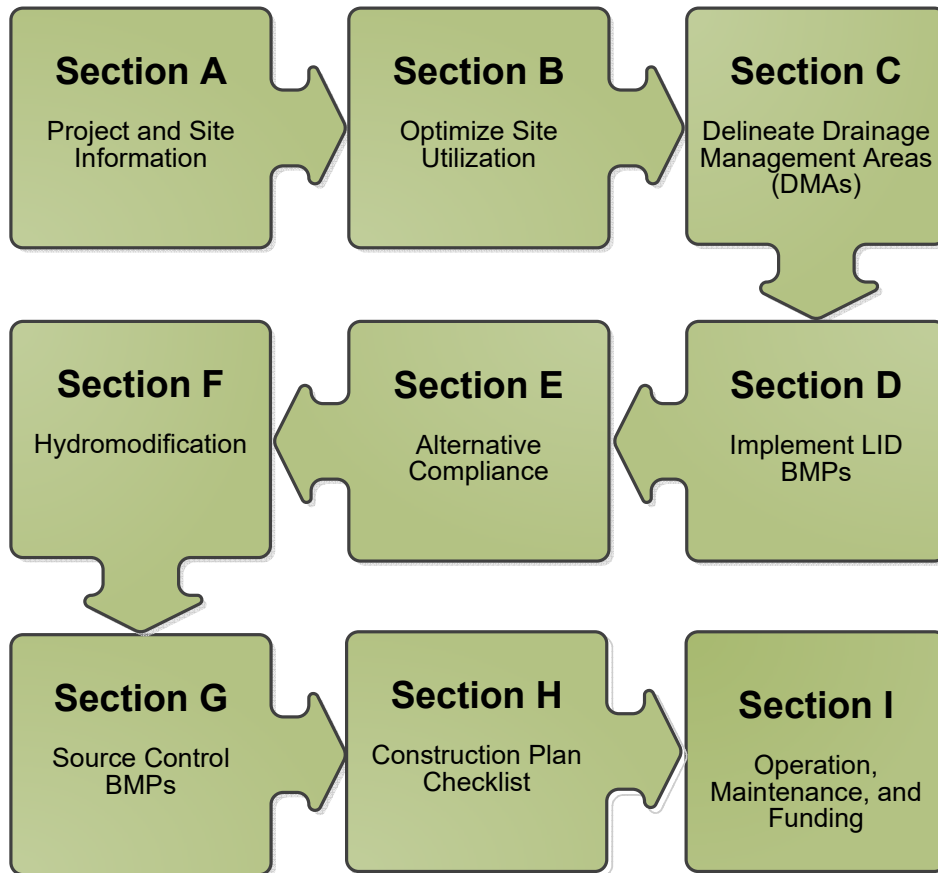 Section A
Project and Site
Information
Section B
Optimize Site
Utilization
Section C
Delineate Drainage
Management Areas
(DMAs)
Section F
Hydromodification
Section E
Alternative
Compliance
Section D
Implement LID
BMPs
Section G
Source Control
BMPs
Section H
Construction Plan
Checklist
Section I
Operation,
Maintenance, and
Funding